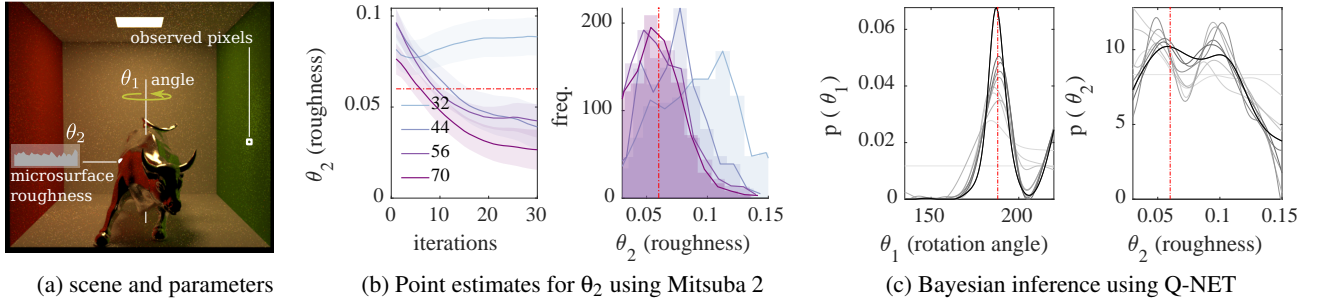 observed pixels
θ1 angle
θ2
microsurface
roughness
(a) scene and parameters
θ2 (roughness)
0.1
0.05
0
32
44
56
70
1 10 20 30
iterations
freq.
200
100
0
0.05 0.1 0.15
θ2 (roughness)
(b) Point estimates for θ2 using Mitsuba 2
p ( θ1)
0.06
0.04
0.02
0
150 200
θ1 (rotation angle)
p ( θ2)
10
5
0
0.05 0.1 0.15
θ2 (roughness)
(c) Bayesian inference using Q-NET